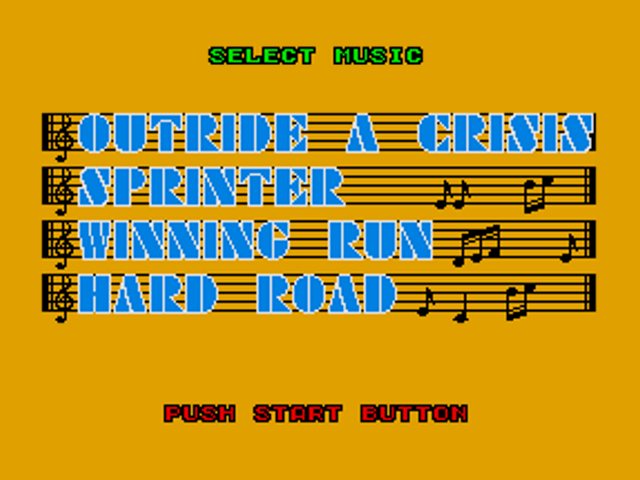 SELECT MUSIC
OUTRIDE A CRISIS
SPRINTER
WINNING RUN
HARD ROAD
PUSH START BUTTON